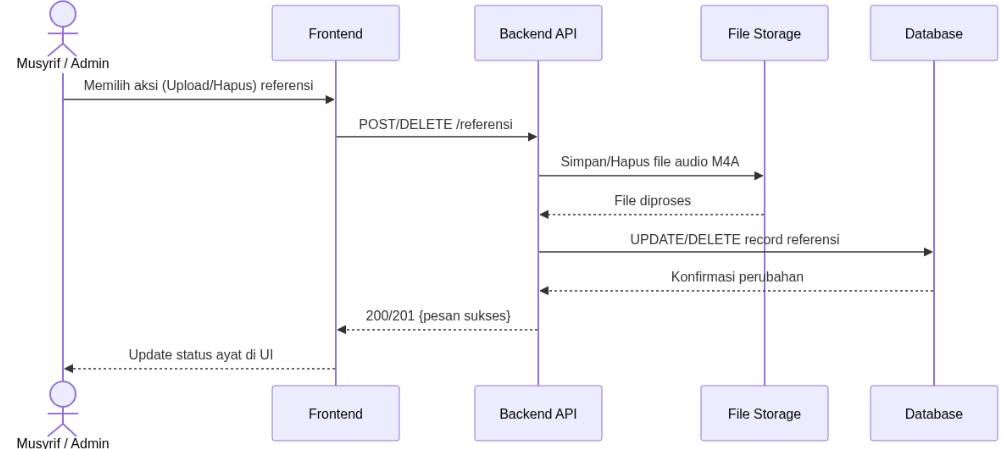 Musyrif / Admin
Frontend
Backend API
File Storage
Database
Memilih aksi (Upload/Hapus) referensi
POST/DELETE /referensi
Simpan/Hapus file audio M4A
File diproses
UPDATE/DELETE record referensi
Konfirmasi perubahan
200/201 {pesan sukses}
Update status ayat di UI
Musyrif / Admin
Frontend
Backend API
File Storage
Database